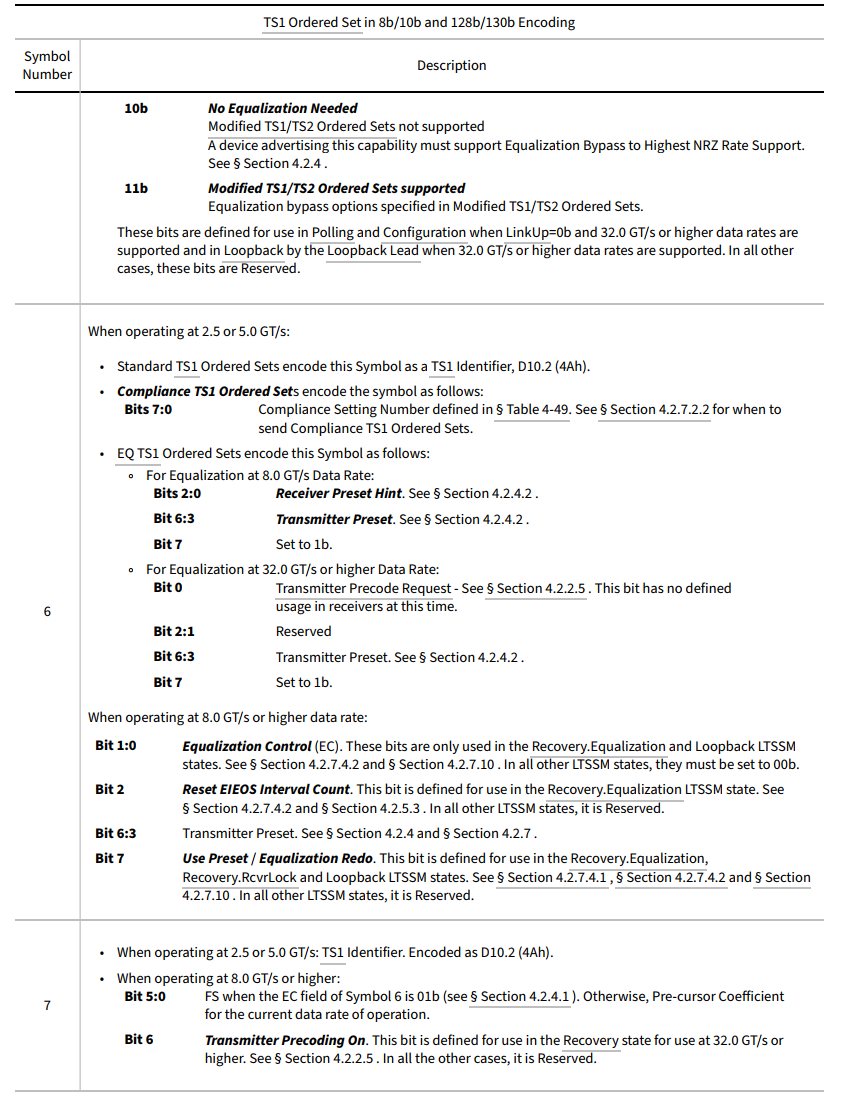 TS1 Ordered Set in 8b/10b and 128b/130b Encoding
Symbol
Number
Description
10b No Equalization Needed
Modified TS1/TS2 Ordered Sets not supported
A device advertising this capability must support Equalization Bypass to Highest NRZ Rate Support.
See § Section 4.2.4 .
11b Modified TS1/TS2 Ordered Sets supported
Equalization bypass options specified in Modified TS1/TS2 Ordered Sets.
These bits are defined for use in Polling and Configuration when LinkUp=0b and 32.0 GT/s or higher data rates are
supported and in Loopback by the Loopback Lead when 32.0 GT/s or higher data rates are supported. In all other
cases, these bits are Reserved.
6
When operating at 2.5 or 5.0 GT/s:
• Standard TS1 Ordered Sets encode this Symbol as a TS1 Identifier, D10.2 (4Ah).
• Compliance TS1 Ordered Sets encode the symbol as follows:
Bits 7:0 Compliance Setting Number defined in § Table 4-49. See § Section 4.2.7.2.2 for when to
send Compliance TS1 Ordered Sets.
• EQ TS1 Ordered Sets encode this Symbol as follows:
◦ For Equalization at 8.0 GT/s Data Rate:
Bits 2:0 Receiver Preset Hint. See § Section 4.2.4.2 .
Bit 6:3 Transmitter Preset. See § Section 4.2.4.2 .
Bit 7 Set to 1b.
◦ For Equalization at 32.0 GT/s or higher Data Rate:
Bit 0 Transmitter Precode Request - See § Section 4.2.2.5 . This bit has no defined
usage in receivers at this time.
Bit 2:1 Reserved
Bit 6:3 Transmitter Preset. See § Section 4.2.4.2 .
Bit 7 Set to 1b.
When operating at 8.0 GT/s or higher data rate:
Bit 1:0 Equalization Control (EC). These bits are only used in the Recovery.Equalization and Loopback LTSSM
states. See § Section 4.2.7.4.2 and § Section 4.2.7.10 . In all other LTSSM states, they must be set to 00b.
Bit 2 Reset EIEOS Interval Count. This bit is defined for use in the Recovery.Equalization LTSSM state. See
§ Section 4.2.7.4.2 and § Section 4.2.5.3 . In all other LTSSM states, it is Reserved.
Bit 6:3 Transmitter Preset. See § Section 4.2.4 and § Section 4.2.7 .
Bit 7 Use Preset / Equalization Redo. This bit is defined for use in the Recovery.Equalization,
Recovery.RcvrLock and Loopback LTSSM states. See § Section 4.2.7.4.1 , § Section 4.2.7.4.2 and § Section
4.2.7.10 . In all other LTSSM states, it is Reserved.
7
• When operating at 2.5 or 5.0 GT/s: TS1 Identifier. Encoded as D10.2 (4Ah).
• When operating at 8.0 GT/s or higher:
Bit 5:0 FS when the EC field of Symbol 6 is 01b (see § Section 4.2.4.1 ). Otherwise, Pre-cursor Coefficient
for the current data rate of operation.
Bit 6 Transmitter Precoding On. This bit is defined for use in the Recovery state for use at 32.0 GT/s or
higher. See § Section 4.2.2.5 . In all the other cases, it is Reserved.